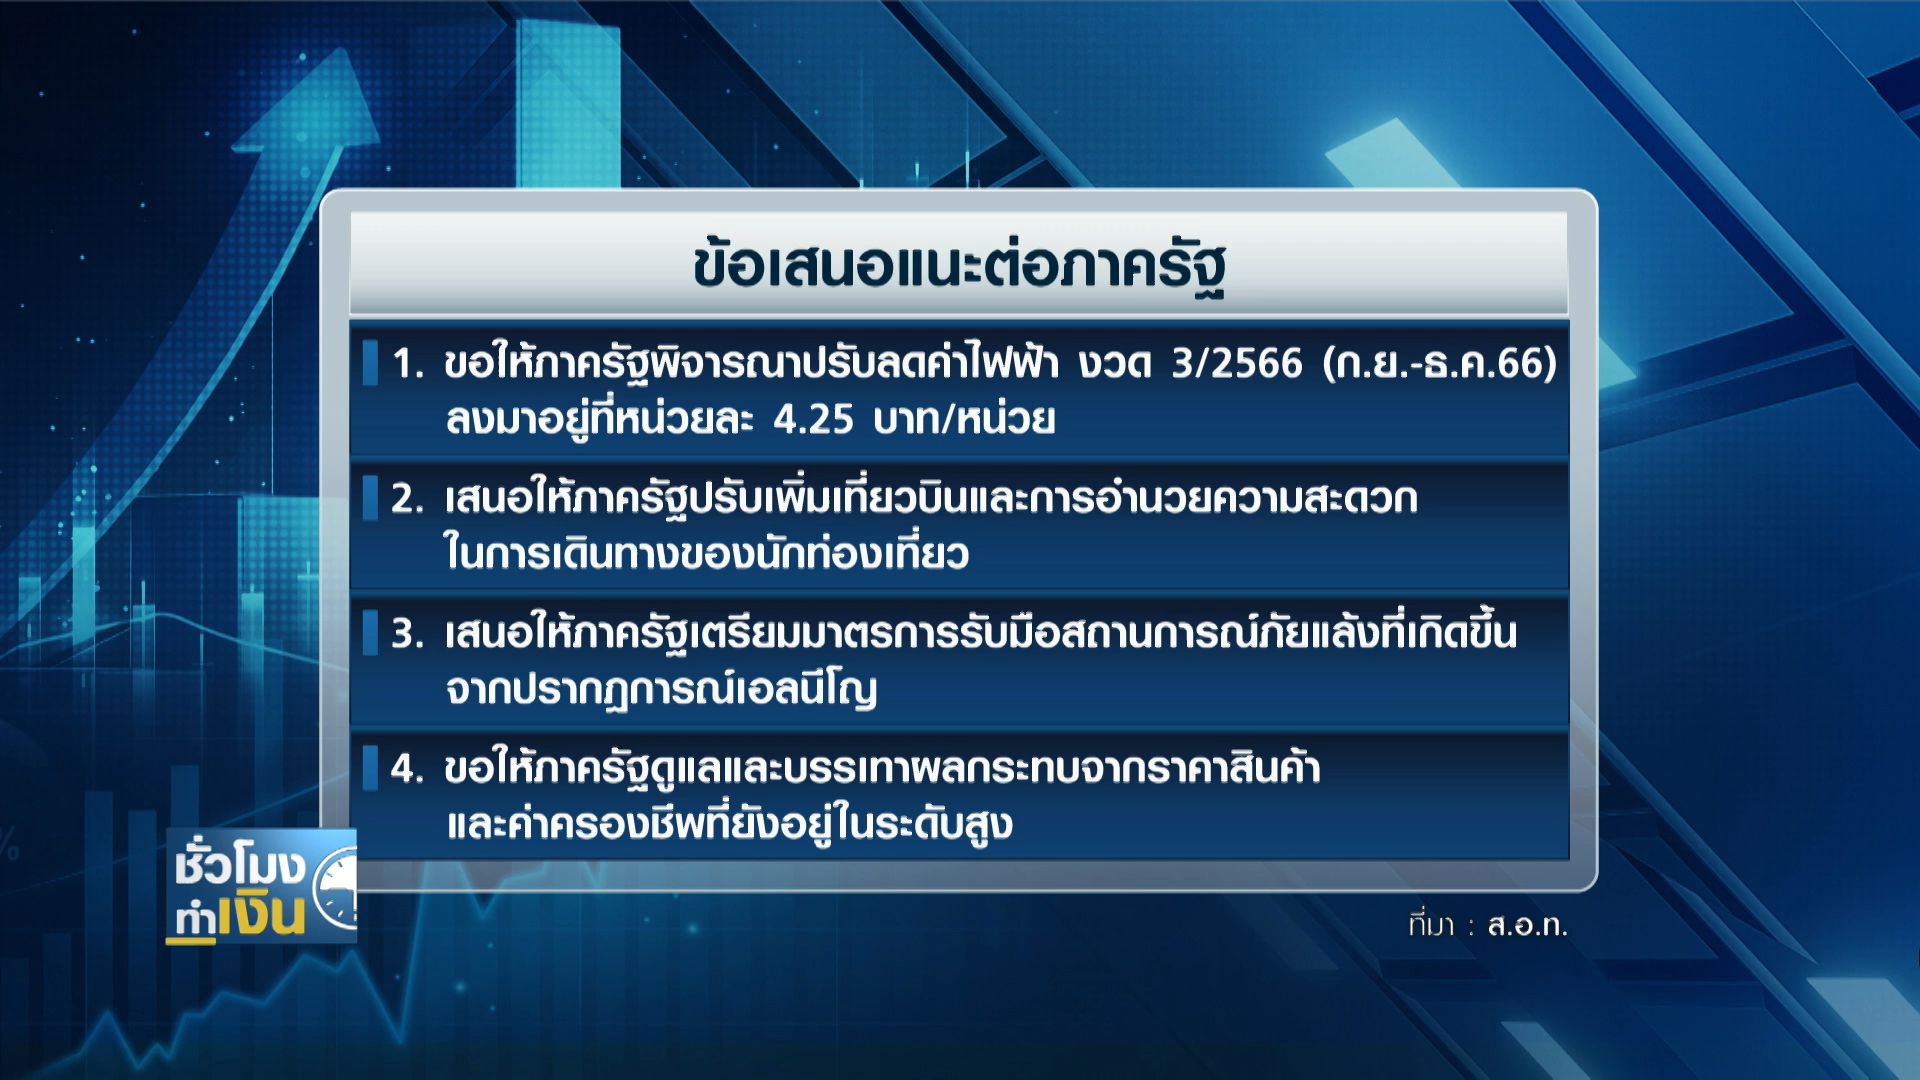 ข้อเสนอแนะต่อภาครัฐ
1. ขอให้ภาครัฐพิจารณาปรับลดค่าไฟฟ้า งวด 3/2566 (ก.ย.-ธ.ค.66)
ลงมาอยู่ที่หน่วยละ 4.25 บาท/หน่วย
2. เสนอให้ภาครัฐปรับเพิ่มเที่ยวบินและการอำนวยความสะดวก
ในการเดินทางของนักท่องเที่ยว
3. เสนอให้ภาครัฐเตรียมมาตรการรับมือสถานการณ์ภัยแล้งที่เกิดขึ้น
จากปรากฏการณ์เอลนีโญ
4. ขอให้ภาครัฐดูแลและบรรเทาผลกระทบจากราคาสินค้า
และค่าครองชีพที่ยังอยู่ในระดับสูง
ชั่วโมง
ทำเงิน
ที่มา : ส.อ.ท.